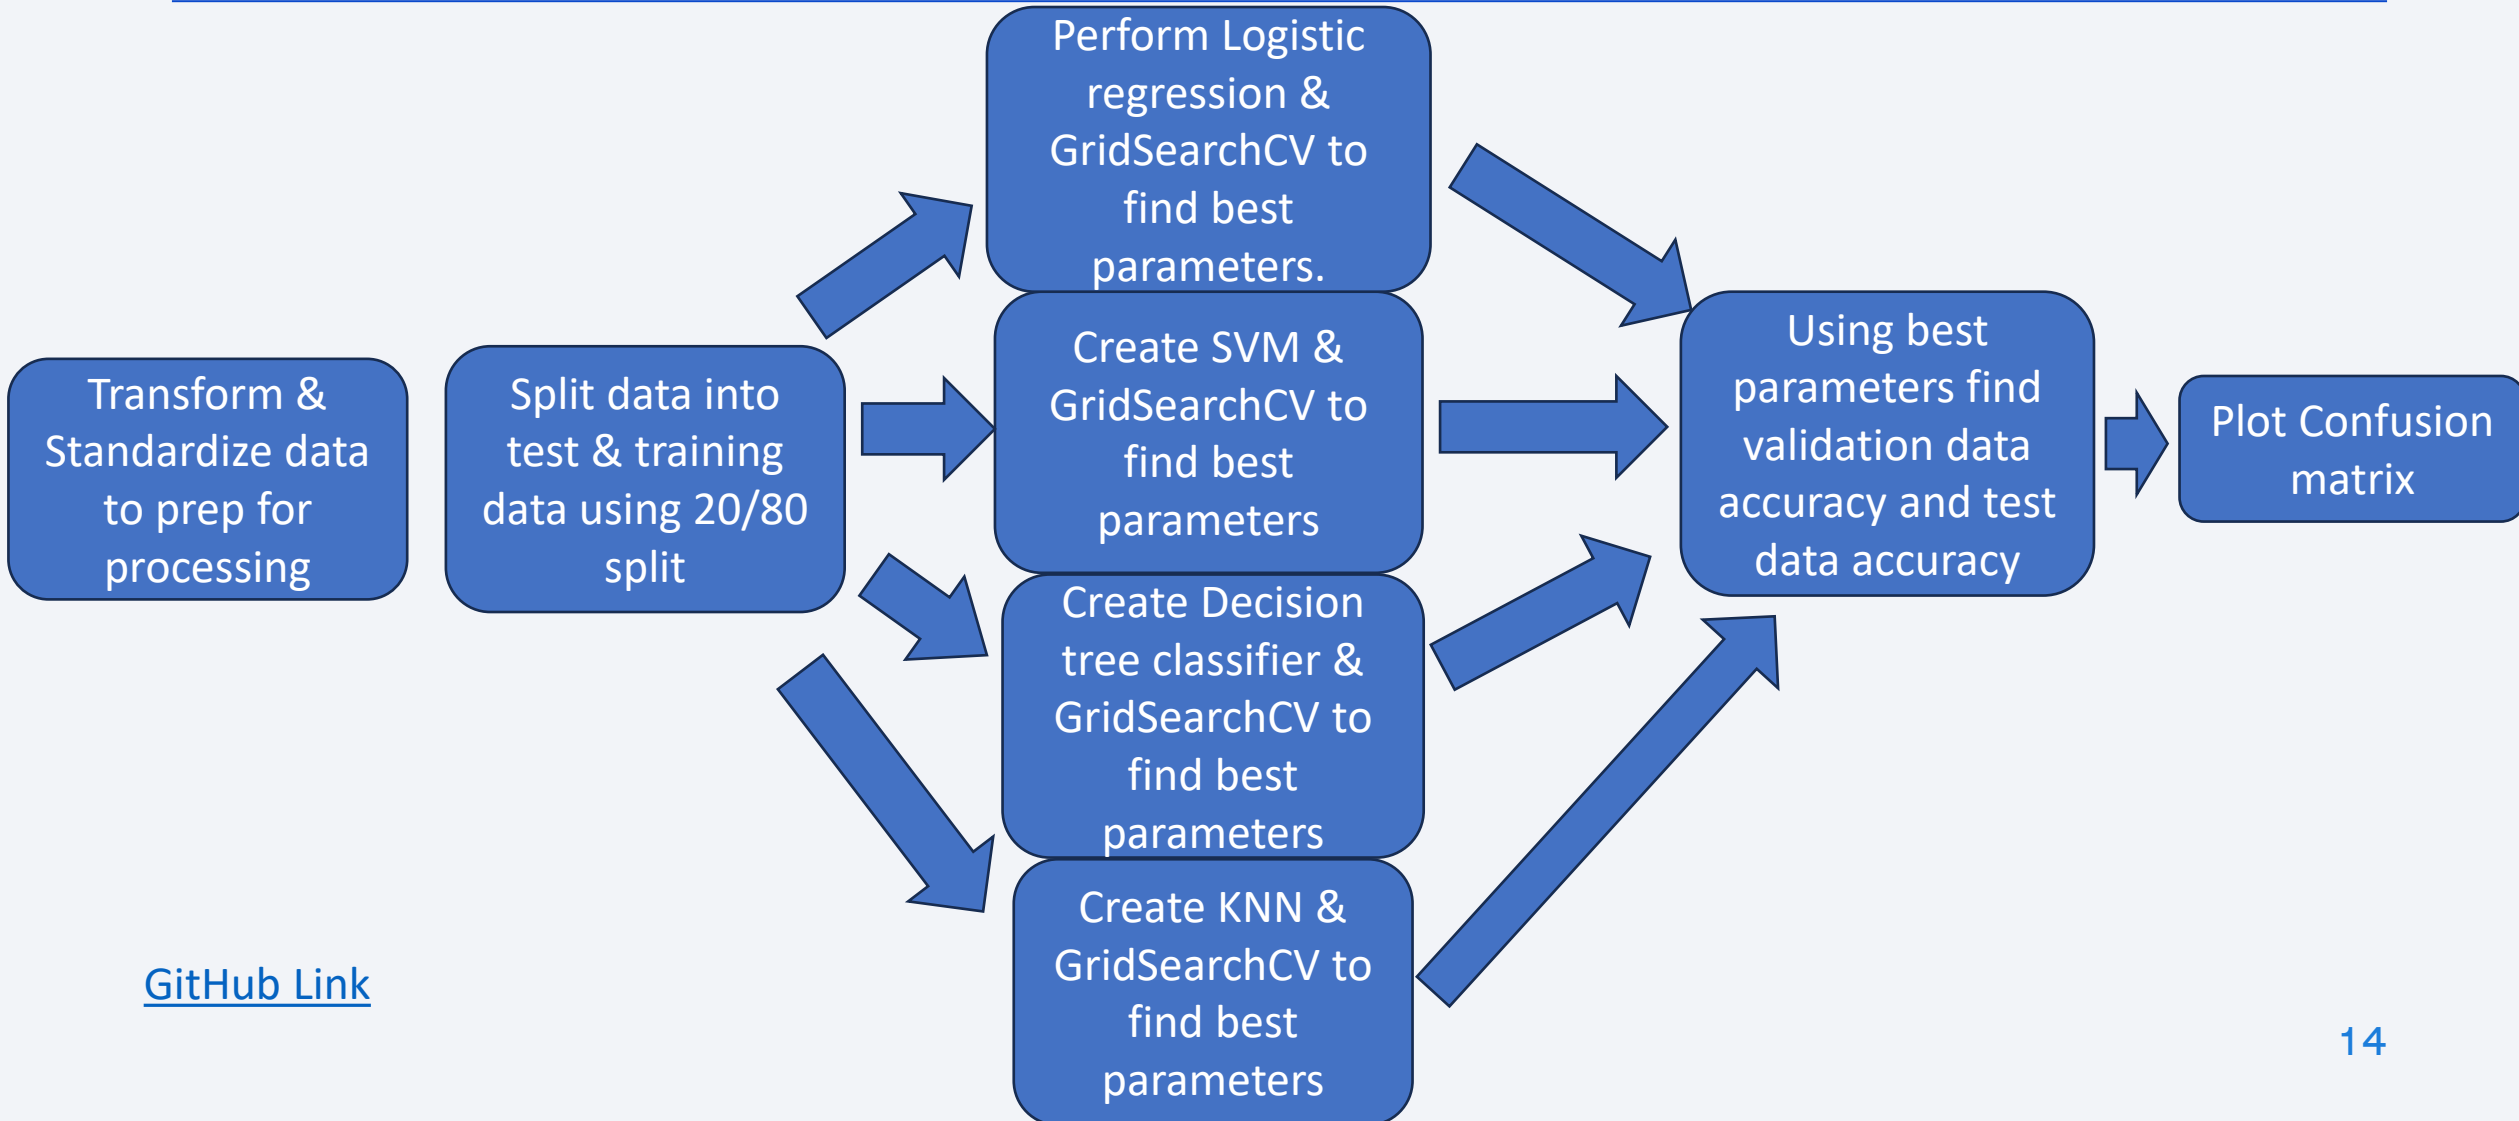 Transform &
Standardize data
to prep for
processing
Split data into
test & training
data using 20/80
split
Perform Logistic
regression &
GridSearchCV to
find best
parameters.
Create SVM &
GridSearchCV to
find best
parameters
Create Decision
tree classifier &
GridSearchCV to
find best
parameters
Create KNN &
GridSearchCV to
find best
parameters
Using best
parameters find
validation data
accuracy and test
data accuracy
Plot Confusion
matrix
GitHub Link
14